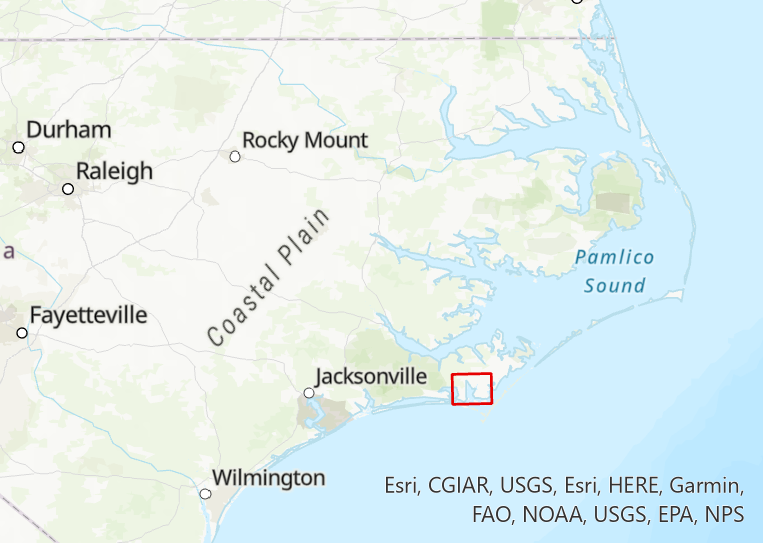 Durham
Rocky Mount
Raleigh
Coastal Plain
a
Pamlico
Sound
Fayetteville
Jacksonville
Wilmington
Esri, CGIAR, USGS, Esri, HERE, Garmin,
FAO, NOAA, USGS, EPA, NPS